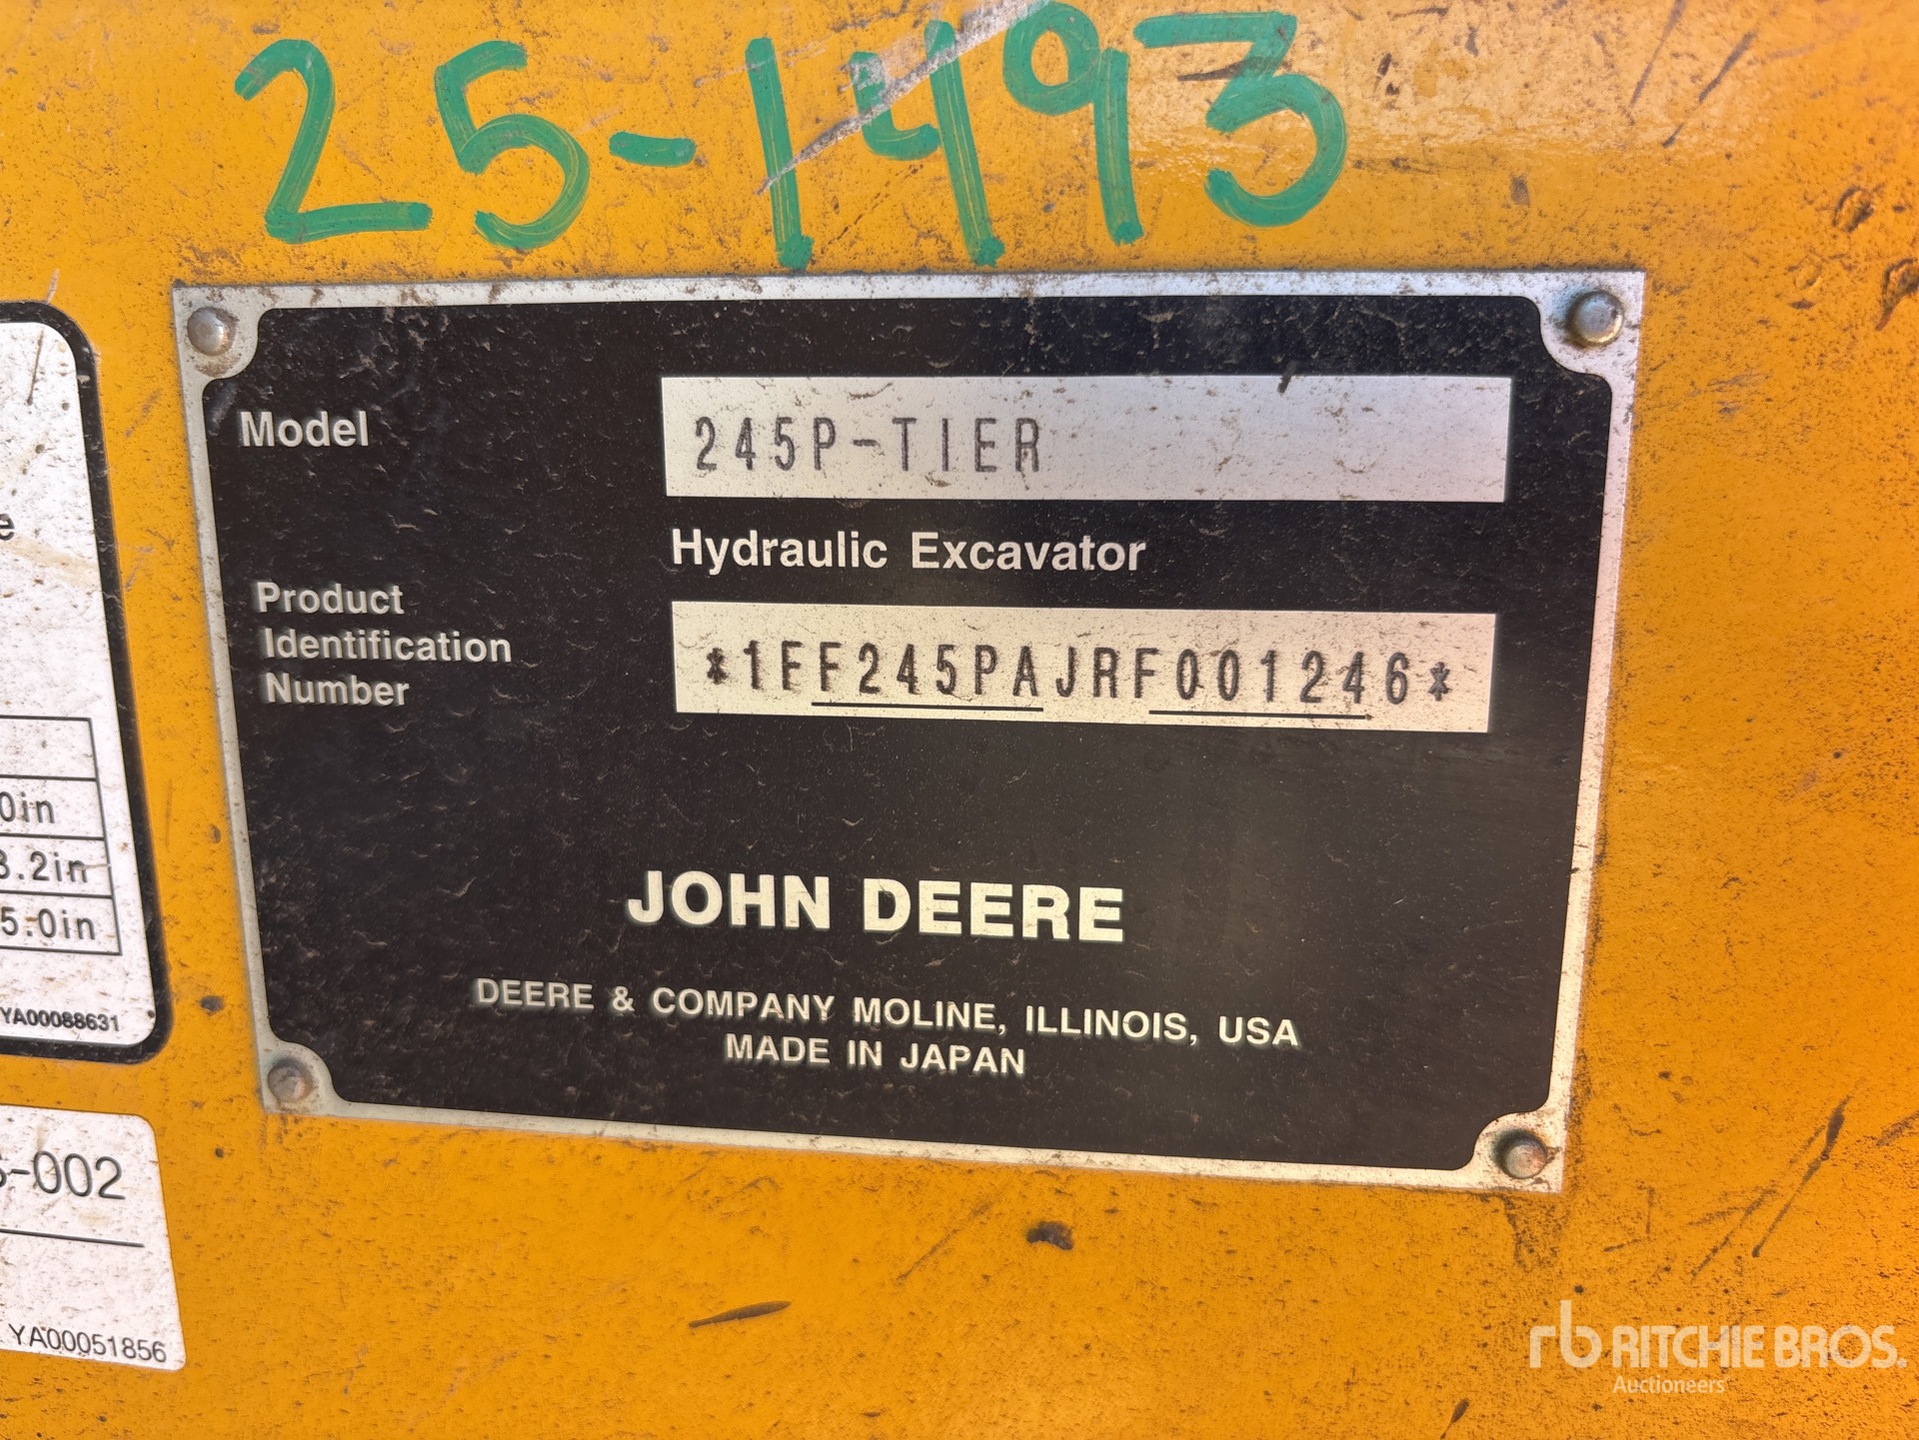 25-1493
Model
245P-TIER
Hydraulic Excavator
Product
Identification
Number
*1FF245PAJRF001246*
JOHN DEERE
DEERE & COMPANY MOLINE, ILLINOIS, USA
MADE IN JAPAN
e
0in
3.2in
5.0in
YA00088631
-002
YA00051856
rb RITCHIE BROS.
Auctioneers